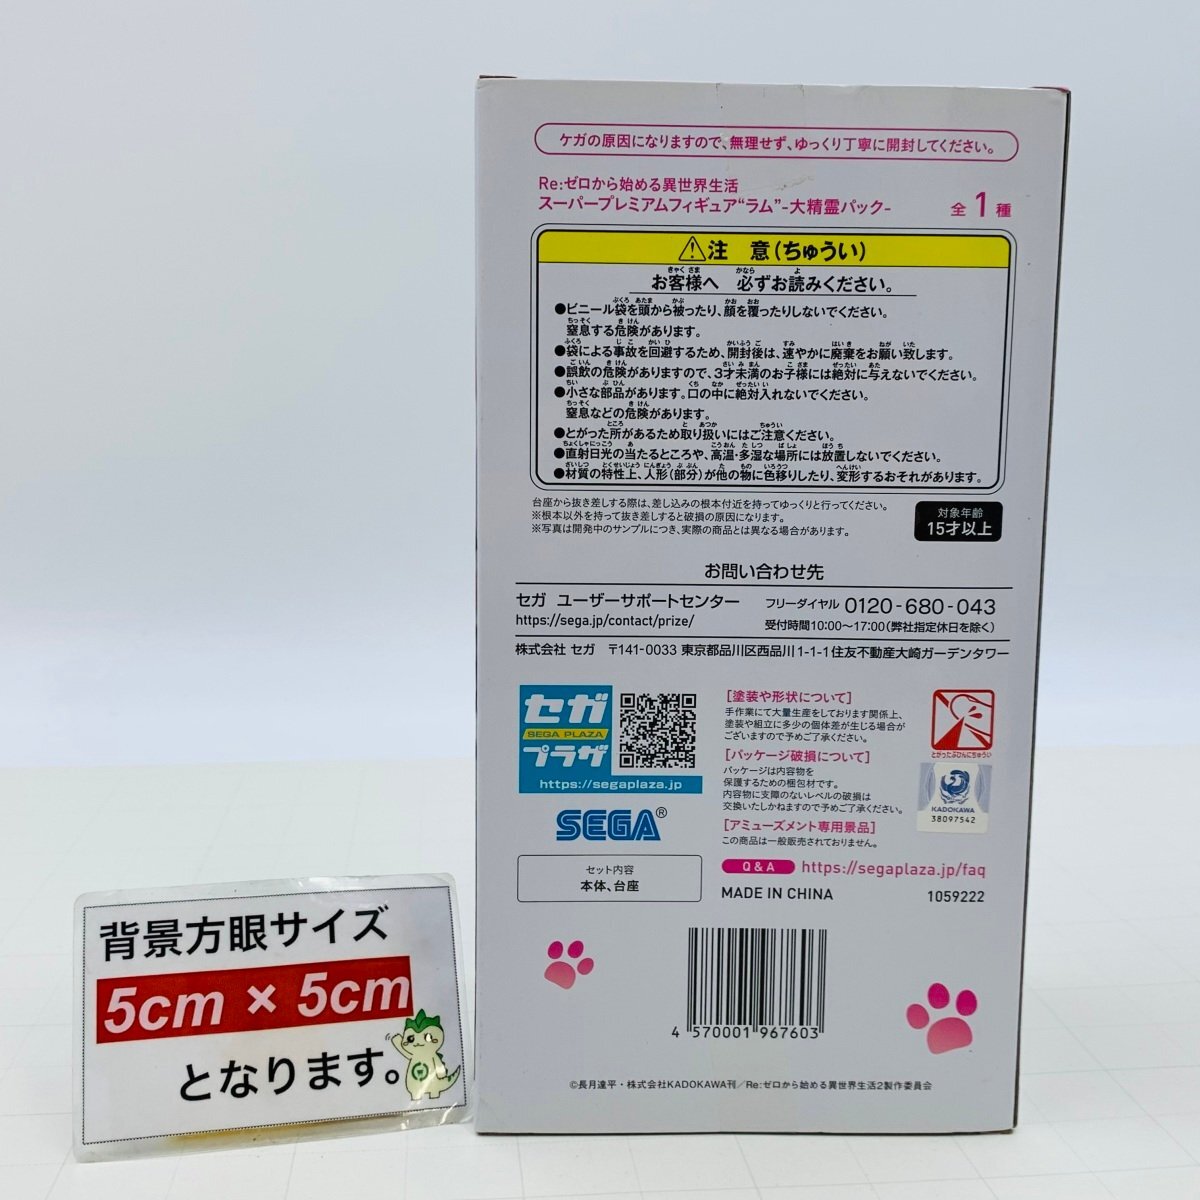 ケガの原因になりますので、無理せず、ゆっくり丁寧に開封してください。
Re:ゼロから始める異世界生活
スーパープレミアムフィギュア“ラム”-大精霊パック-
全1種
注 意(ちゅうい)
お客様へ 必ずお読みください。
●ビニール袋を頭から被ったり、顔を覆ったりしないでください。
窒息する危険があります。
●袋による事故を回避するため、開封後は、速やかに廃棄をお願い致します。
●誤飲の危険がありますので、3才未満のお子様には絶対に与えないでください。
●小さな部品があります。口の中に絶対入れないでください。
窒息などの危険があります。
●とがった所があるため取り扱いにはご注意ください。
●直射日光の当たるところや、高温・多湿な場所には放置しないでください。
●材質の特性上、人形(部分)が他の物に色移りしたり、変形するおそれがあります。
台座から抜き差しする際は、差し込みの根本付近を持ってゆっくりと行ってください。
※根本以外を持って抜き差しすると破損の原因になります。
※写真は開発中のサンプルにつき、実際の商品とは異なる場合があります。
対象年齢
15才以上
お問い合わせ先
セガ ユーザーサポートセンター
https://sega.jp/contact/prize/
フリーダイヤル 0120-680-043
受付時間10:00〜17:00(弊社指定休日を除く)
株式会社 セガ 〒141-0033 東京都品川区西品川1-1-1住友不動産大崎ガーデンタワー
セガ
SEGA PLAZA
プラザ
https://segaplaza.jp
SEGA®
セット内容
本体、台座
[塗装や形状について]
手作業にて大量生産をしております関係上、
塗装や組立に多少の個体差が生じる場合が
ございますので予めご了承ください。
[パッケージ破損について]
パッケージは内容物を
保護するための梱包材です。
内容物に支障のないレベルの破損は
交換いたしかねますので予めご了承ください。
[アミューズメント専用景品]
この商品は一般販売されておりません。
とがったぶひんにちゅうい
KADOKAWA
38097542
Q&A https://segaplaza.jp/faq
MADE IN CHINA
1059222
4 570001 967603
©長月達平・株式会社KADOKAWA刊／Re:ゼロから始める異世界生活2製作委員会
背景方眼サイズ
5cm × 5cm
となります。